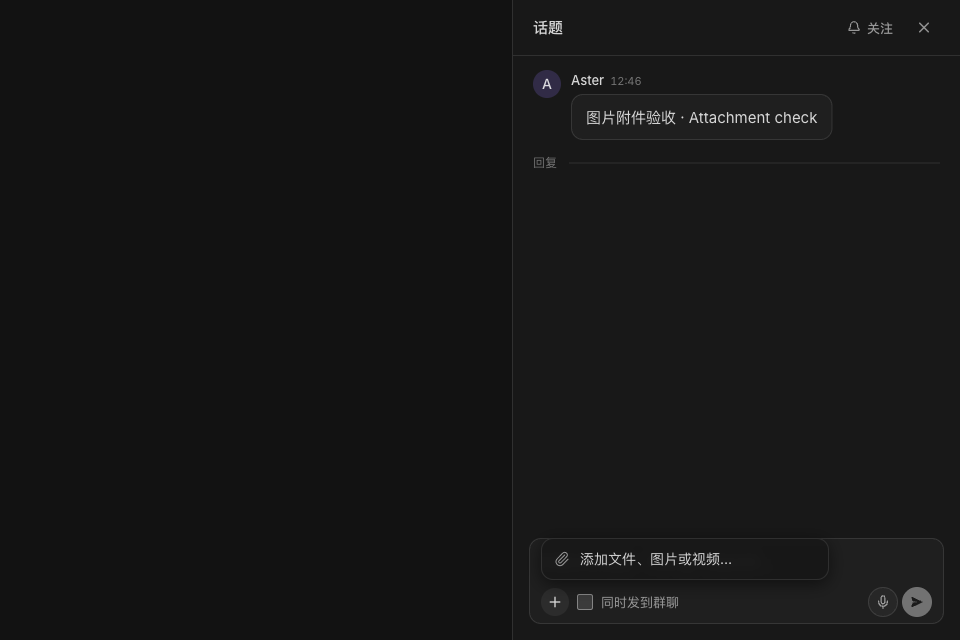 话题
关注
A
Aster 12:46
图片附件验收 · Attachment check
回复
添加文件、图片或视频...
同时发到群聊